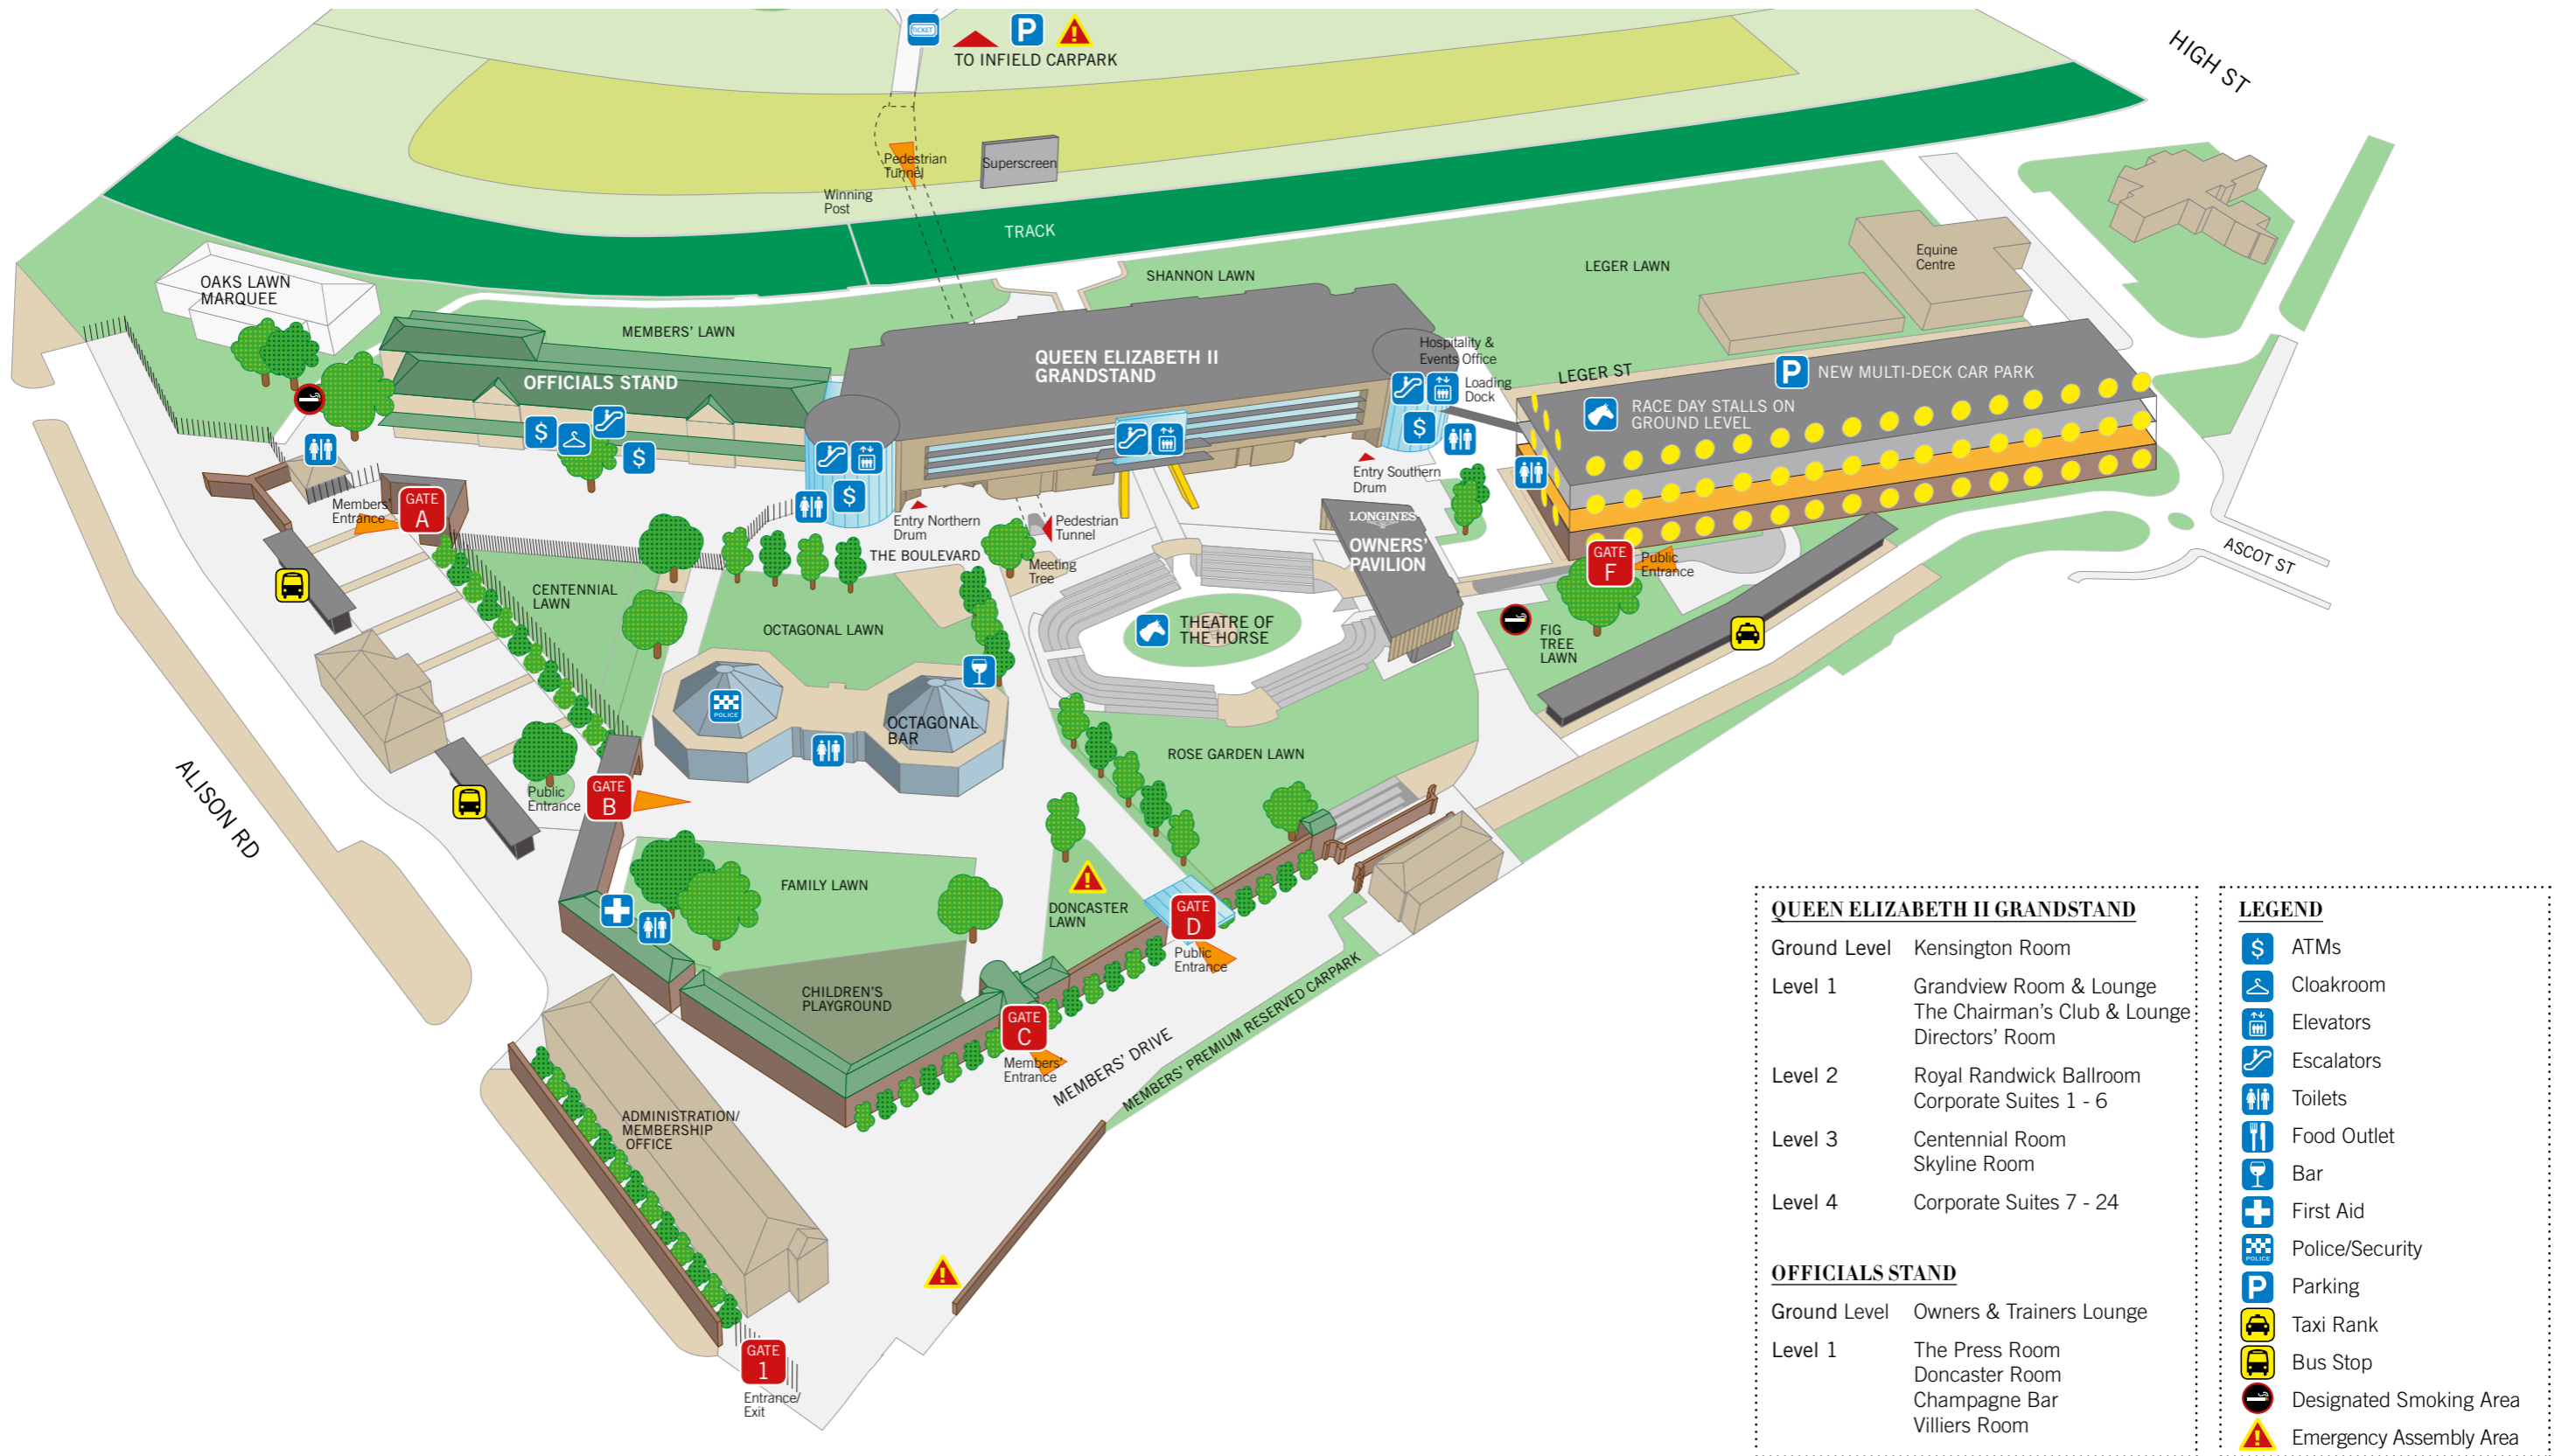 TICKET
P
!
TO INFIELD CARPARK
HIGH ST
Pedestrian
Tunnel
Superscreen
Winning
Post
TRACK
SHANNON LAWN
LEGER LAWN
Equine
Centre
OAKS LAWN
MARQUEE
MEMBERS' LAWN
OFFICIALS STAND
QUEEN ELIZABETH II
GRANDSTAND
Hospitality &
Events Office
Loading
Dock
LEGER ST
P
NEW MULTI-DECK CAR PARK
RACE DAY STALLS ON
GROUND LEVEL
$
$
$
$
Entry Southern
Drum
Members'
Entrance
GATE
A
Entry Northern
Drum
Pedestrian
Tunnel
THE BOULEVARD
Meeting
Tree
LONGINES
OWNERS'
PAVILION
GATE
F
Public
Entrance
ASCOT ST
CENTENNIAL
LAWN
OCTAGONAL LAWN
THEATRE OF
THE HORSE
FIG
TREE
LAWN
POLICE
OCTAGONAL
BAR
ROSE GARDEN LAWN
ALISON RD
Public
Entrance
GATE
B
FAMILY LAWN
!
DONCASTER
LAWN
GATE
D
Public
Entrance
CHILDREN'S
PLAYGROUND
GATE
C
Members'
Entrance
MEMBERS' DRIVE
MEMBERS' PREMIUM RESERVED CARPARK
ADMINISTRATION/
MEMBERSHIP
OFFICE
!
GATE
1
Entrance/
Exit
QUEEN ELIZABETH II GRANDSTAND
Ground Level Kensington Room
Level 1 Grandview Room & Lounge
The Chairman's Club & Lounge
Directors' Room
Level 2 Royal Randwick Ballroom
Corporate Suites 1 - 6
Level 3 Centennial Room
Skyline Room
Level 4 Corporate Suites 7 - 24
OFFICIALS STAND
Ground Level Owners & Trainers Lounge
Level 1 The Press Room
Doncaster Room
Champagne Bar
Villiers Room
LEGEND
$ ATMs
Cloakroom
Elevators
Escalators
Toilets
Food Outlet
Bar
First Aid
POLICE Police/Security
P Parking
Taxi Rank
Bus Stop
Designated Smoking Area
! Emergency Assembly Area